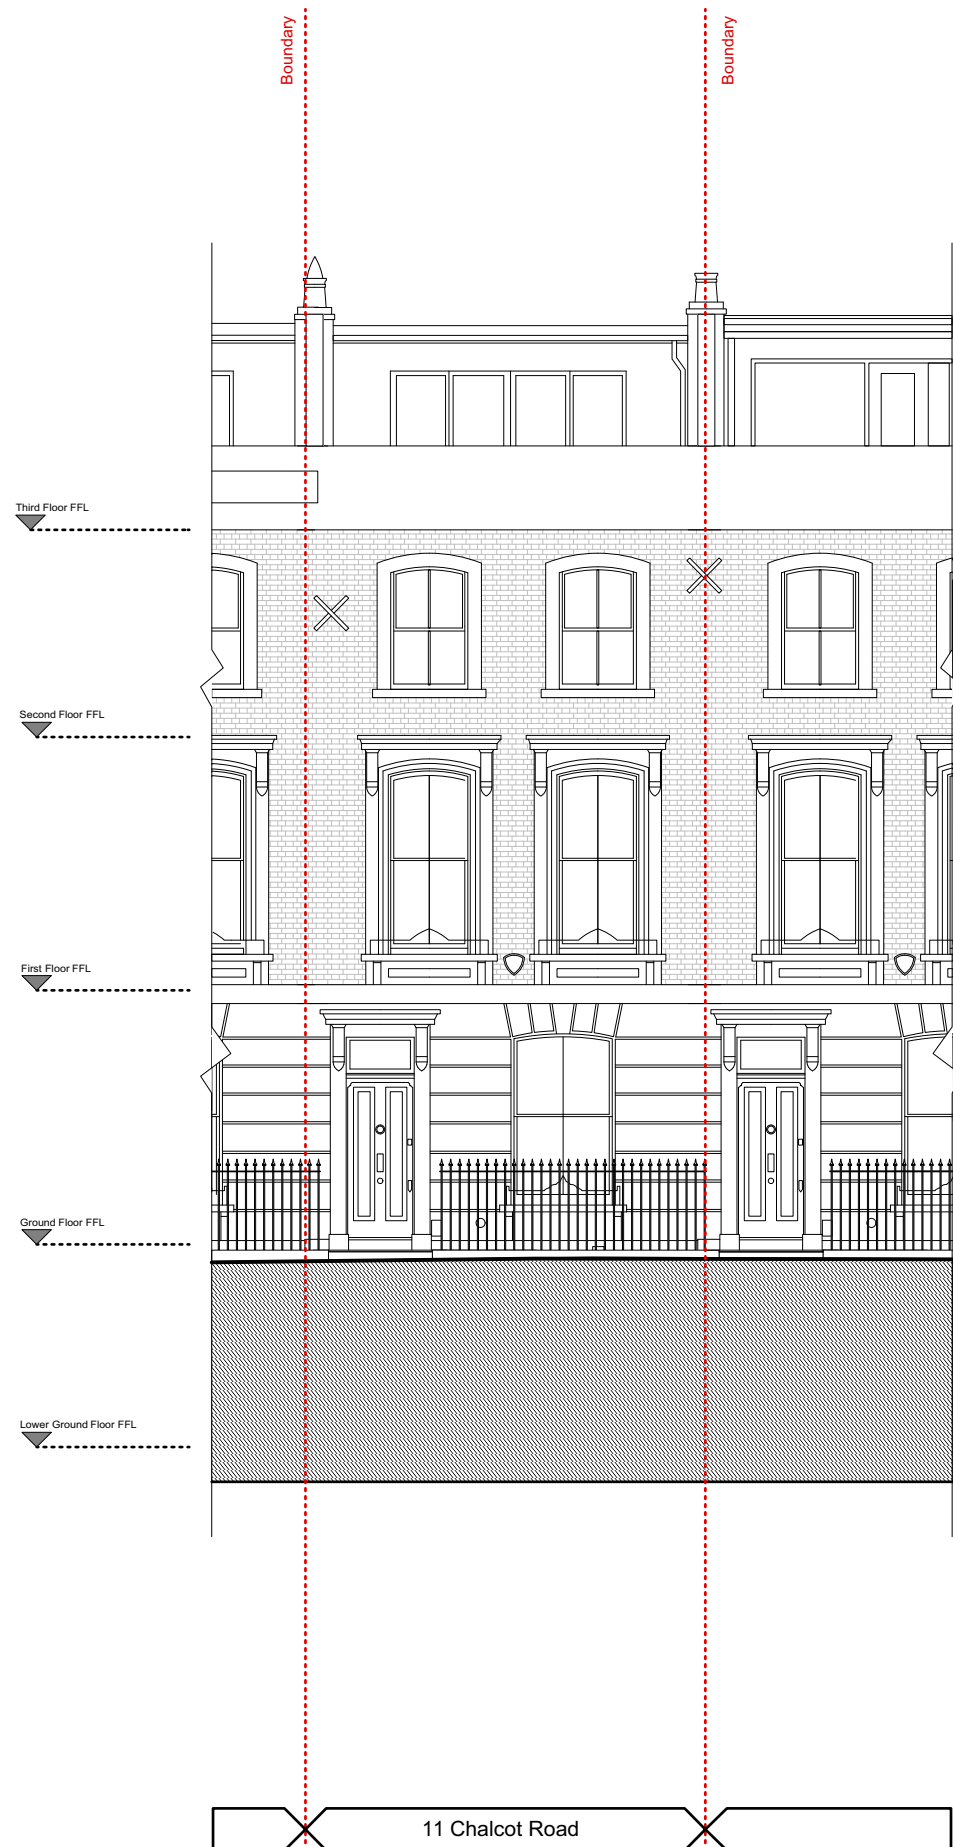 Boundary
Boundary
Third Floor FFL
Second Floor FFL
First Floor FFL
Ground Floor FFL
Lower Ground Floor FFL
11 Chalcot Road